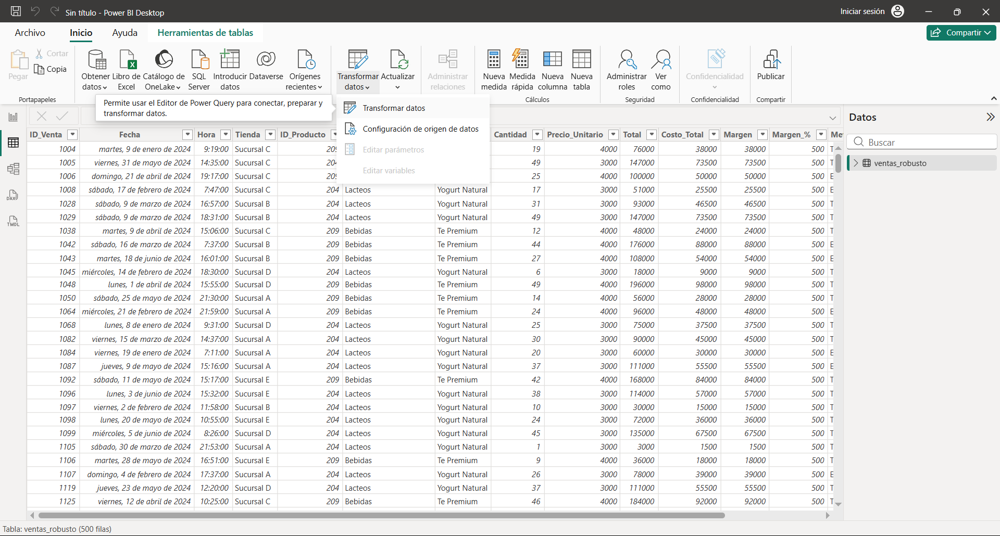 Sin título - Power BI Desktop
Iniciar sesión
Archivo Inicio Ayuda Herramientas de tablas
Compartir
Pegar
Cortar
Copia
Portapapeles
Obtener datos
Libro de Excel
Catálogo de OneLake
SQL Server
Introducir datos
Dataverse
Orígenes recientes
Transformar datos
Actualizar
Administrar relaciones
Nueva medida
Medida rápida
Nueva columna
Nueva tabla
Cálculos
Administrar roles
Ver como
Seguridad
Confidencialidad
Confidencialidad
Publicar
Compartir
Permite usar el Editor de Power Query para conectar, preparar y
transformar datos.
Transformar datos
Configuración de origen de datos
Editar parámetros
Editar variables
DAX
TMDL
Datos
Buscar
ventas_robusto
ID_Venta Fecha Hora Tienda ID_Producto Cantidad Precio_Unitario Total Costo_Total Margen Margen_%
1004 martes, 9 de enero de 2024 9:19:00 Sucursal C 19 4000 76000 38000 38000 500 T
1005 viernes, 31 de mayo de 2024 14:35:00 Sucursal C 49 3000 147000 73500 73500 500 T
1006 domingo, 21 de abril de 2024 19:17:00 Sucursal C 25 4000 100000 50000 50000 500 E
1008 sábado, 17 de febrero de 2024 7:47:00 Sucursal C 204 Lacteos Yogurt Natural 17 3000 51000 25500 25500 500 E
1028 sábado, 9 de marzo de 2024 16:57:00 Sucursal B 204 Lacteos Yogurt Natural 31 3000 93000 46500 46500 500 T
1029 sábado, 9 de marzo de 2024 18:31:00 Sucursal B 204 Lacteos Yogurt Natural 49 3000 147000 73500 73500 500 T
1038 martes, 9 de abril de 2024 15:06:00 Sucursal C 209 Bebidas Te Premium 12 4000 48000 24000 24000 500 T
1042 sábado, 16 de marzo de 2024 7:37:00 Sucursal B 209 Bebidas Te Premium 44 4000 176000 88000 88000 500 E
1043 martes, 18 de junio de 2024 16:01:00 Sucursal B 209 Bebidas Te Premium 27 4000 108000 54000 54000 500 E
1045 miércoles, 14 de febrero de 2024 18:30:00 Sucursal D 204 Lacteos Yogurt Natural 6 3000 18000 9000 9000 500 T
1048 lunes, 1 de abril de 2024 15:55:00 Sucursal D 209 Bebidas Te Premium 49 4000 196000 98000 98000 500 T
1050 sábado, 25 de mayo de 2024 21:30:00 Sucursal A 209 Bebidas Te Premium 14 4000 56000 28000 28000 500 T
1064 miércoles, 21 de febrero de 2024 21:59:00 Sucursal A 209 Bebidas Te Premium 24 4000 96000 48000 48000 500 E
1068 lunes, 8 de enero de 2024 9:31:00 Sucursal D 204 Lacteos Yogurt Natural 25 3000 75000 37500 37500 500 E
1082 viernes, 15 de marzo de 2024 14:37:00 Sucursal A 204 Lacteos Yogurt Natural 30 3000 90000 45000 45000 500 T
1084 viernes, 19 de enero de 2024 7:11:00 Sucursal A 204 Lacteos Yogurt Natural 20 3000 60000 30000 30000 500 E
1087 jueves, 9 de mayo de 2024 15:16:00 Sucursal A 204 Lacteos Yogurt Natural 37 3000 111000 55500 55500 500 E
1092 sábado, 11 de mayo de 2024 15:17:00 Sucursal E 209 Bebidas Te Premium 42 4000 168000 84000 84000 500 T
1096 lunes, 3 de junio de 2024 15:32:00 Sucursal E 204 Lacteos Yogurt Natural 38 3000 114000 57000 57000 500 E
1097 viernes, 2 de febrero de 2024 11:58:00 Sucursal B 204 Lacteos Yogurt Natural 10 3000 30000 15000 15000 500 T
1098 lunes, 20 de mayo de 2024 10:55:00 Sucursal E 204 Lacteos Yogurt Natural 24 3000 72000 36000 36000 500 T
1099 miércoles, 5 de junio de 2024 8:26:00 Sucursal D 204 Lacteos Yogurt Natural 45 3000 135000 67500 67500 500 T
1105 sábado, 30 de marzo de 2024 21:53:00 Sucursal A 204 Lacteos Yogurt Natural 1 3000 3000 1500 1500 500 T
1106 martes, 28 de mayo de 2024 16:51:00 Sucursal E 209 Bebidas Te Premium 9 4000 36000 18000 18000 500 T
1107 domingo, 4 de febrero de 2024 17:37:00 Sucursal A 204 Lacteos Yogurt Natural 26 3000 78000 39000 39000 500 E
1119 jueves, 23 de mayo de 2024 12:20:00 Sucursal D 204 Lacteos Yogurt Natural 37 3000 111000 55500 55500 500 T
1125 viernes, 12 de abril de 2024 10:25:00 Sucursal C 209 Bebidas Te Premium 46 4000 184000 92000 92000 500 T
Tabla: ventas_robusto (500 filas)